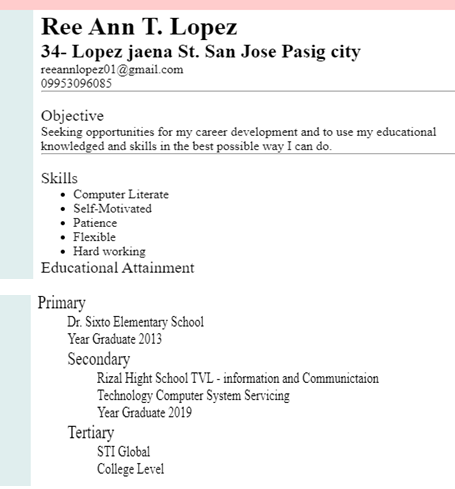 Ree Ann T. Lopez
34- Lopez jaena St. San Jose Pasig city
reeannlopez01@gmail.com
09953096085
Objective
Seeking opportunities for my career development and to use my educational
knowledged and skills in the best possible way I can do.
Skills
• Computer Literate
• Self-Motivated
• Patience
• Flexible
• Hard working
Educational Attainment
Primary
Dr. Sixto Elementary School
Year Graduate 2013
Secondary
Rizal Hight School TVL - information and Communictaion
Technology Computer System Servicing
Year Graduate 2019
Tertiary
STI Global
College Level